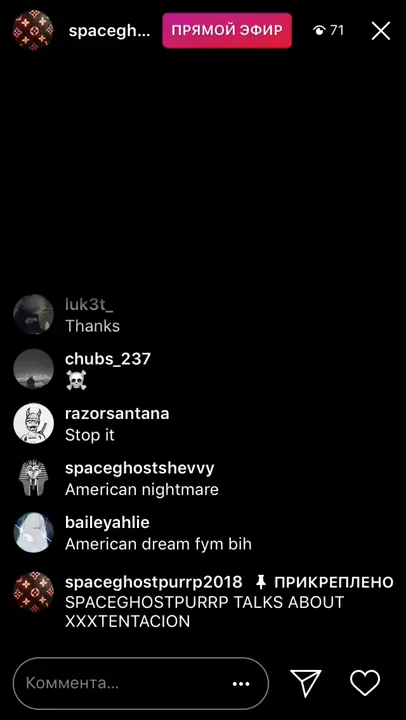 spacegh... ПРЯМОЙ ЭФИР 71
luk3t_
Thanks
chubs_237
☠️
razorsantana
Stop it
spaceghostshevvy
American nightmare
baileyahlie
American dream fym bih
spaceghostpurrp2018 ПРИКРЕПЛЕНО
SPACEGHOSTPURRP TALKS ABOUT
XXXTENTACION
Коммента...